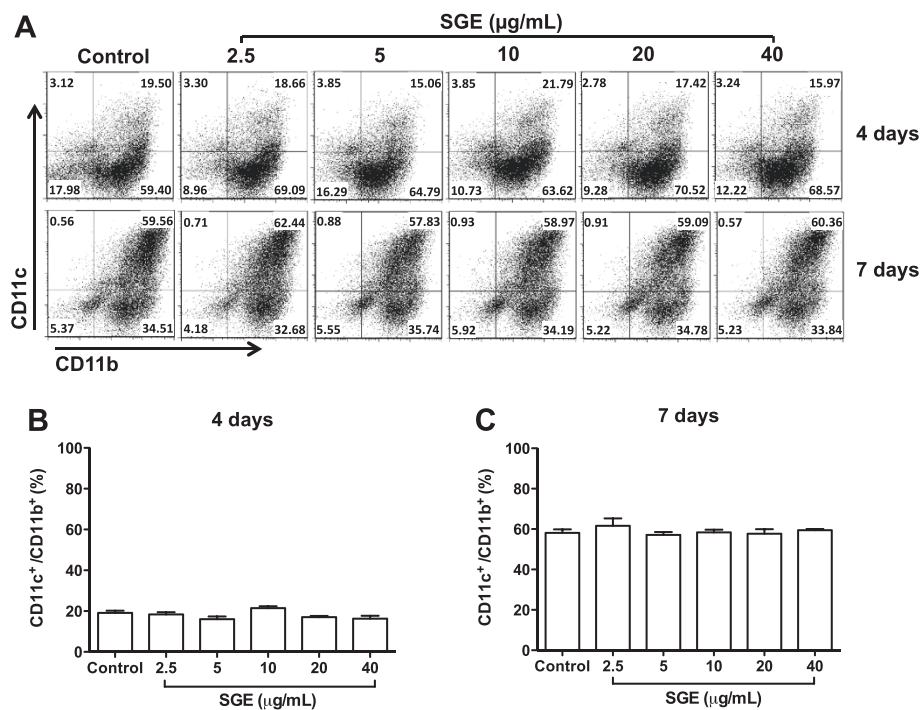 A
SGE (µg/mL)
Control 2.5 5 10 20 40
3.12 19.50 3.30 18.66 3.85 15.06 3.85 21.79 2.78 17.42 3.24 15.97
4 days
17.98 59.40 8.96 69.09 16.29 64.79 10.73 63.62 9.28 70.52 12.22 68.57
0.56 59.56 0.71 62.44 0.88 57.83 0.93 58.97 0.91 59.09 0.57 60.36
7 days
5.37 34.51 4.18 32.68 5.55 35.74 5.92 34.19 5.22 34.78 5.23 33.84
CD11c
CD11b
B
4 days
CD11c⁺/CD11b⁺ (%)
100
80
60
40
20
0
Control 2.5 5 10 20 40
SGE (µg/mL)
C
7 days
CD11c⁺/CD11b⁺ (%)
100
80
60
40
20
0
Control 2.5 5 10 20 40
SGE (µg/mL)